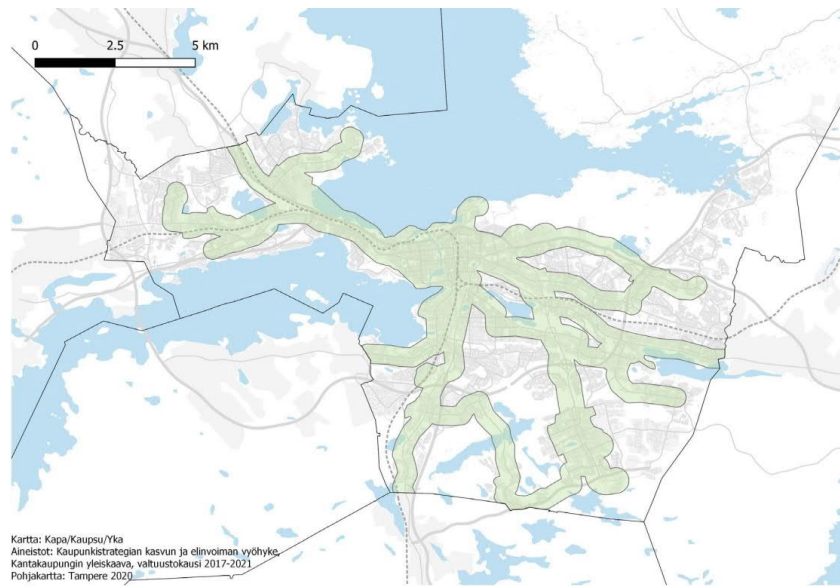 0 2.5 5 km
Kartta: Kapa/Kaupsu/Yka
Aineistot: Kaupunkistrategian kasvun ja elinvoiman vyöhyke,
Kantakaupungin yleiskaava, valtuustokausi 2017-2021
Pohjakartta: Tampere 2020